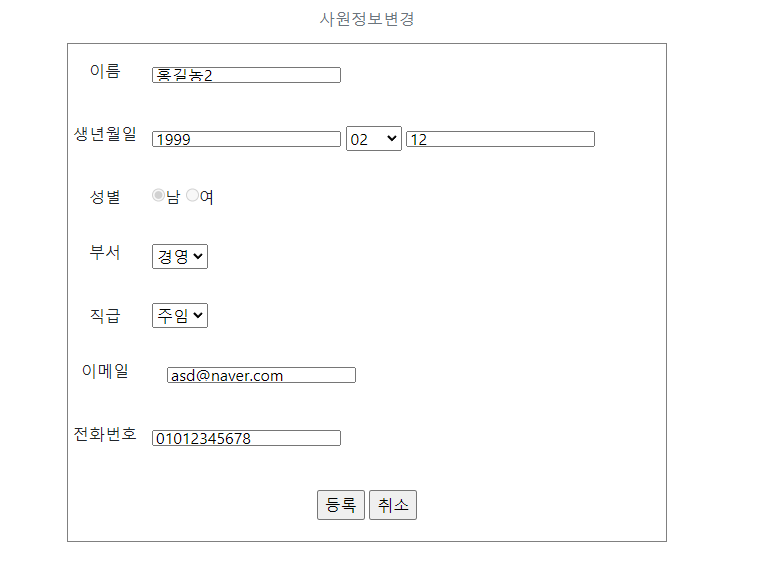 사원정보변경
이름 홍길동2
생년월일 1999 02 12
성별 남 여
부서 경영
직급 주임
이메일 asd@naver.com
전화번호 01012345678
등록 취소